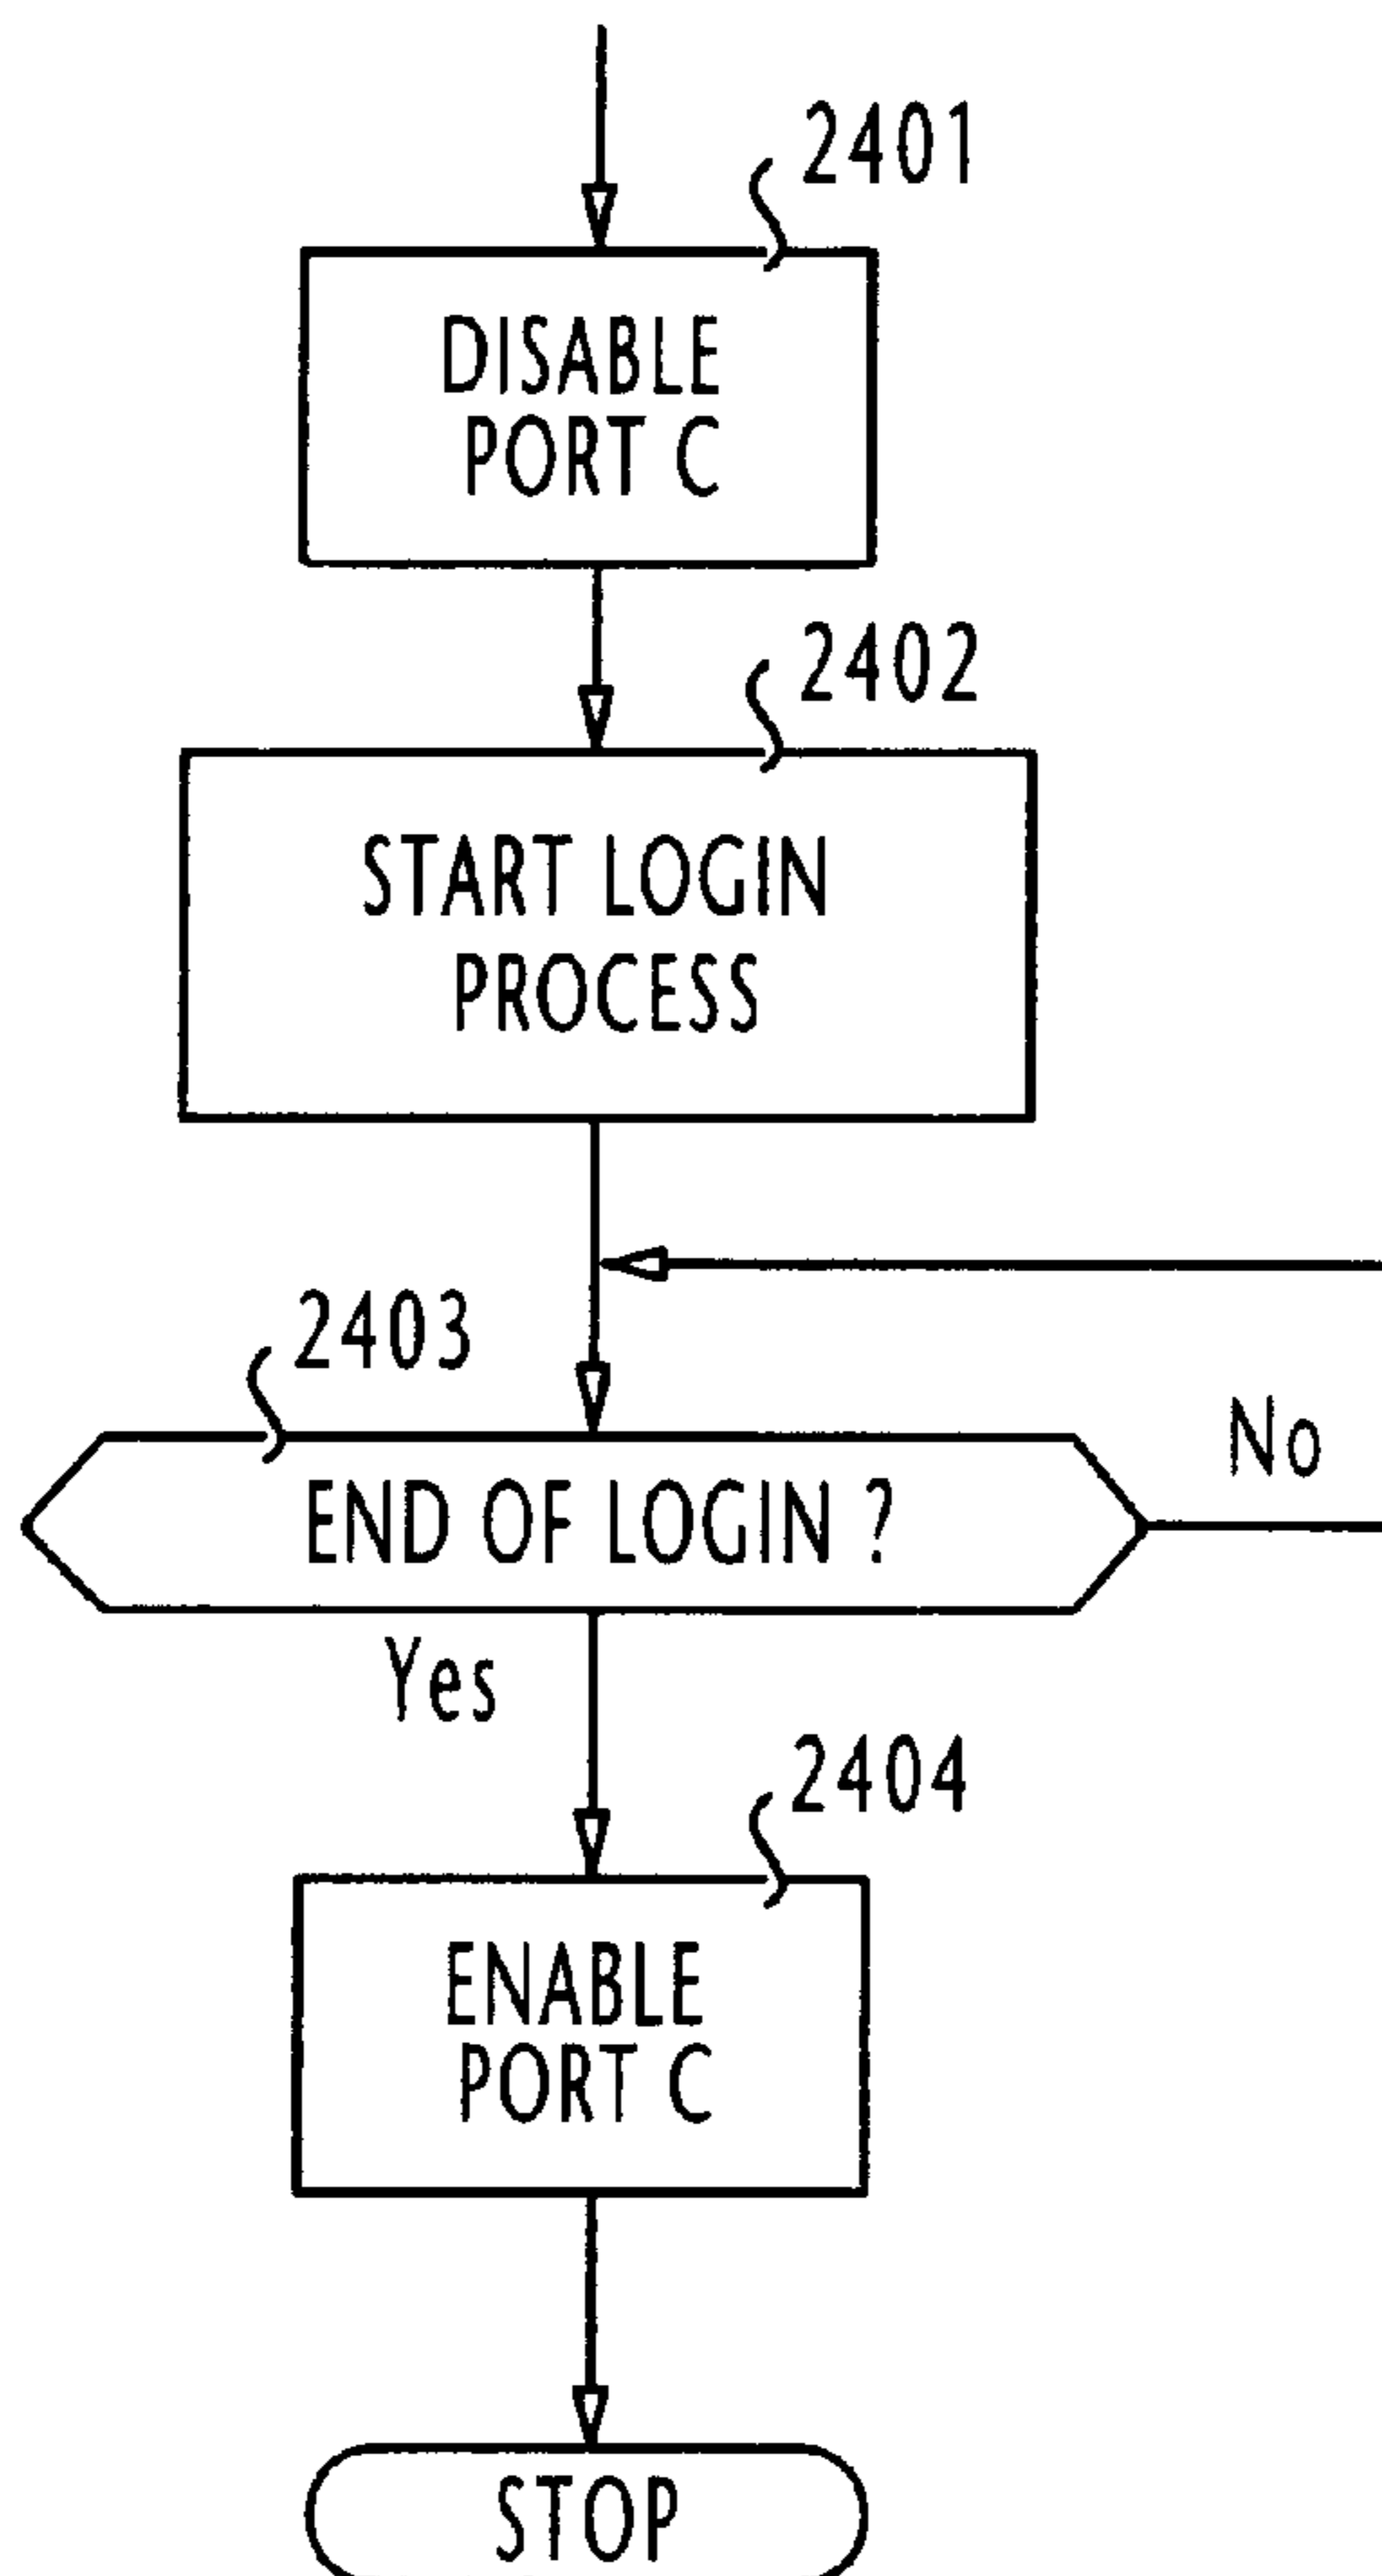 2401
DISABLE
PORT C
2402
START LOGIN
PROCESS
2403
END OF LOGIN ?
No
Yes
2404
ENABLE
PORT C
STOP